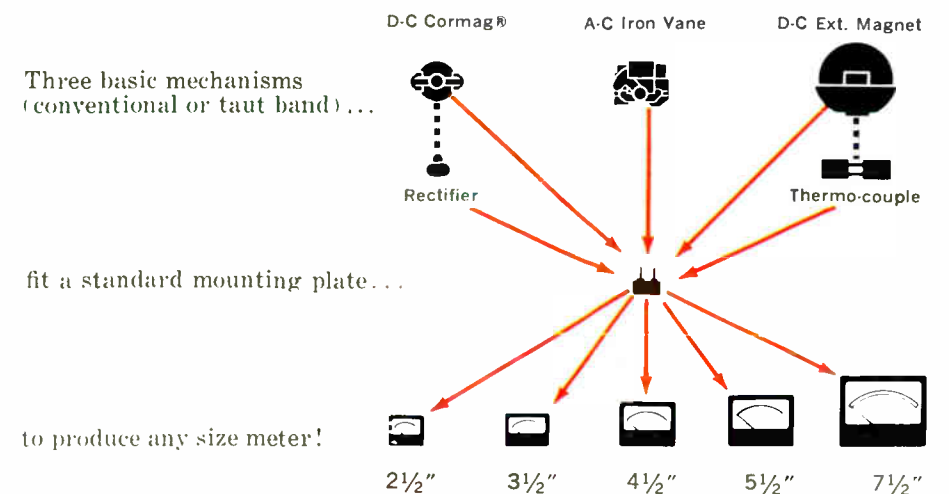 D-C Cormag® A-C Iron Vane D-C Ext. Magnet
Three basic mechanisms
(conventional or taut band)...
Rectifier Thermo-couple
fit a standard mounting plate...
to produce any size meter!
2½" 3½" 4½" 5½" 7½"